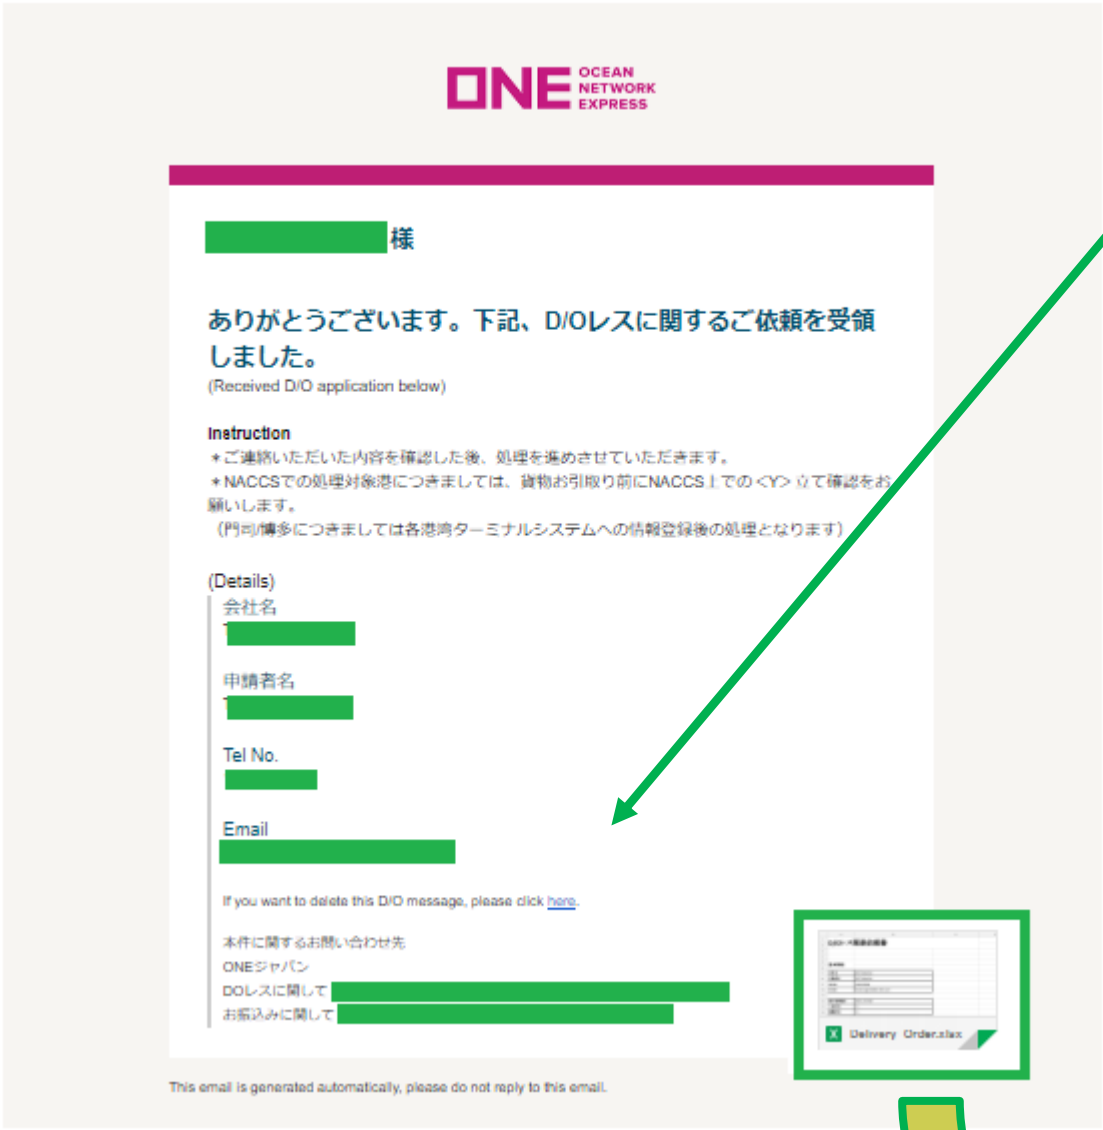 ONE OCEAN
NETWORK
EXPRESS
様
ありがとうございます。下記、D/Oレスに関するご依頼を受領
しました。
(Received D/O application below)
Instruction
＊ご連絡いただいた内容を確認した後、処理を進めさせていただきます。
＊NACCSでの処理対象港につきましては、貨物お引取り前にNACCS上での<Y>立て確認をお
願いします。
（門司/博多につきましては各港湾ターミナルシステムへの情報登録後の処理となります）
(Details)
会社名
申請者名
Tel No.
Email
If you want to delete this D/O message, please click here.
本件に関するお問い合わせ先
ONEジャパン
DOレスに関して
お振込みに関して
Delivery Order.xlsx
This email is generated automatically, please do not reply to this email.